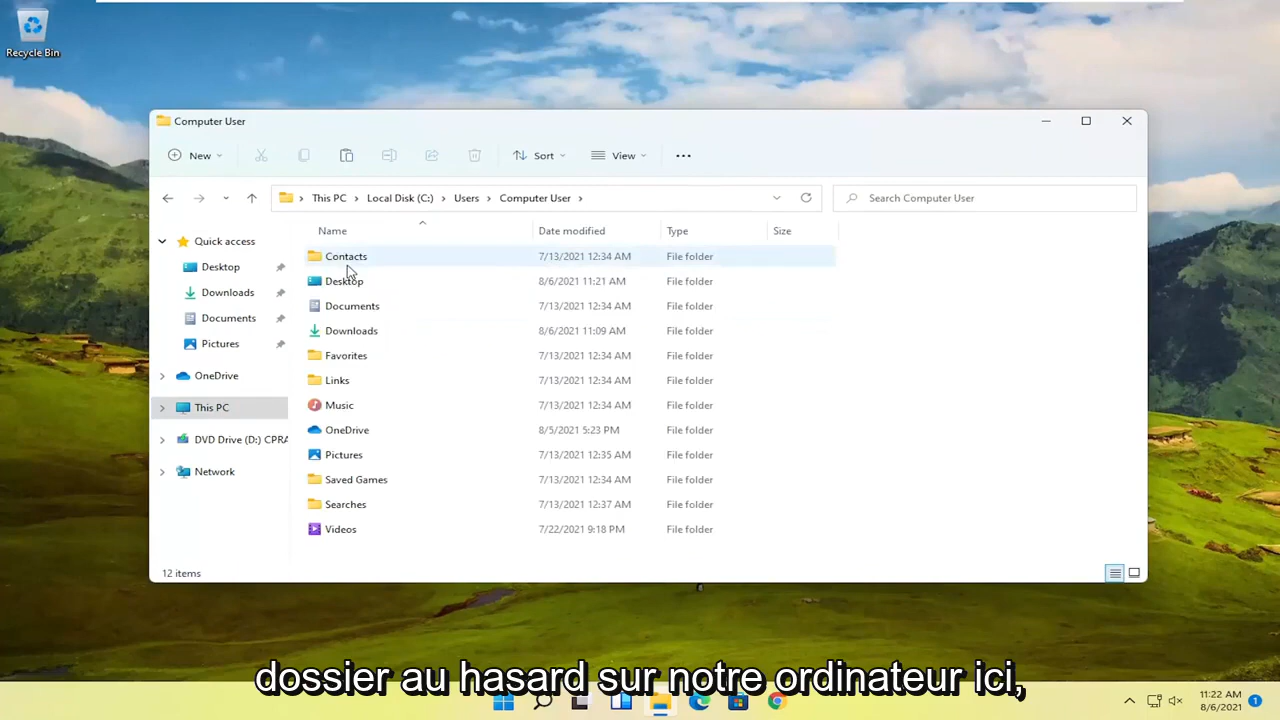 Recycle Bin
Computer User
New
Sort
View
This PC
Local Disk (C:)
Users
Computer User
Search Computer User
Name
Date modified
Type
Size
Quick access
Desktop
Downloads
Documents
Pictures
OneDrive
This PC
DVD Drive (D:) CPRA
Network
Contacts 7/13/2021 12:34 AM File folder
Desktop 8/6/2021 11:21 AM File folder
Documents 7/13/2021 12:34 AM File folder
Downloads 8/6/2021 11:09 AM File folder
Favorites 7/13/2021 12:34 AM File folder
Links 7/13/2021 12:34 AM File folder
Music 7/13/2021 12:34 AM File folder
OneDrive 8/5/2021 5:23 PM File folder
Pictures 7/13/2021 12:35 AM File folder
Saved Games 7/13/2021 12:34 AM File folder
Searches 7/13/2021 12:37 AM File folder
Videos 7/22/2021 9:18 PM File folder
12 items
dossier au hasard sur notre ordinateur ici,
11:22 AM
8/6/2021
1